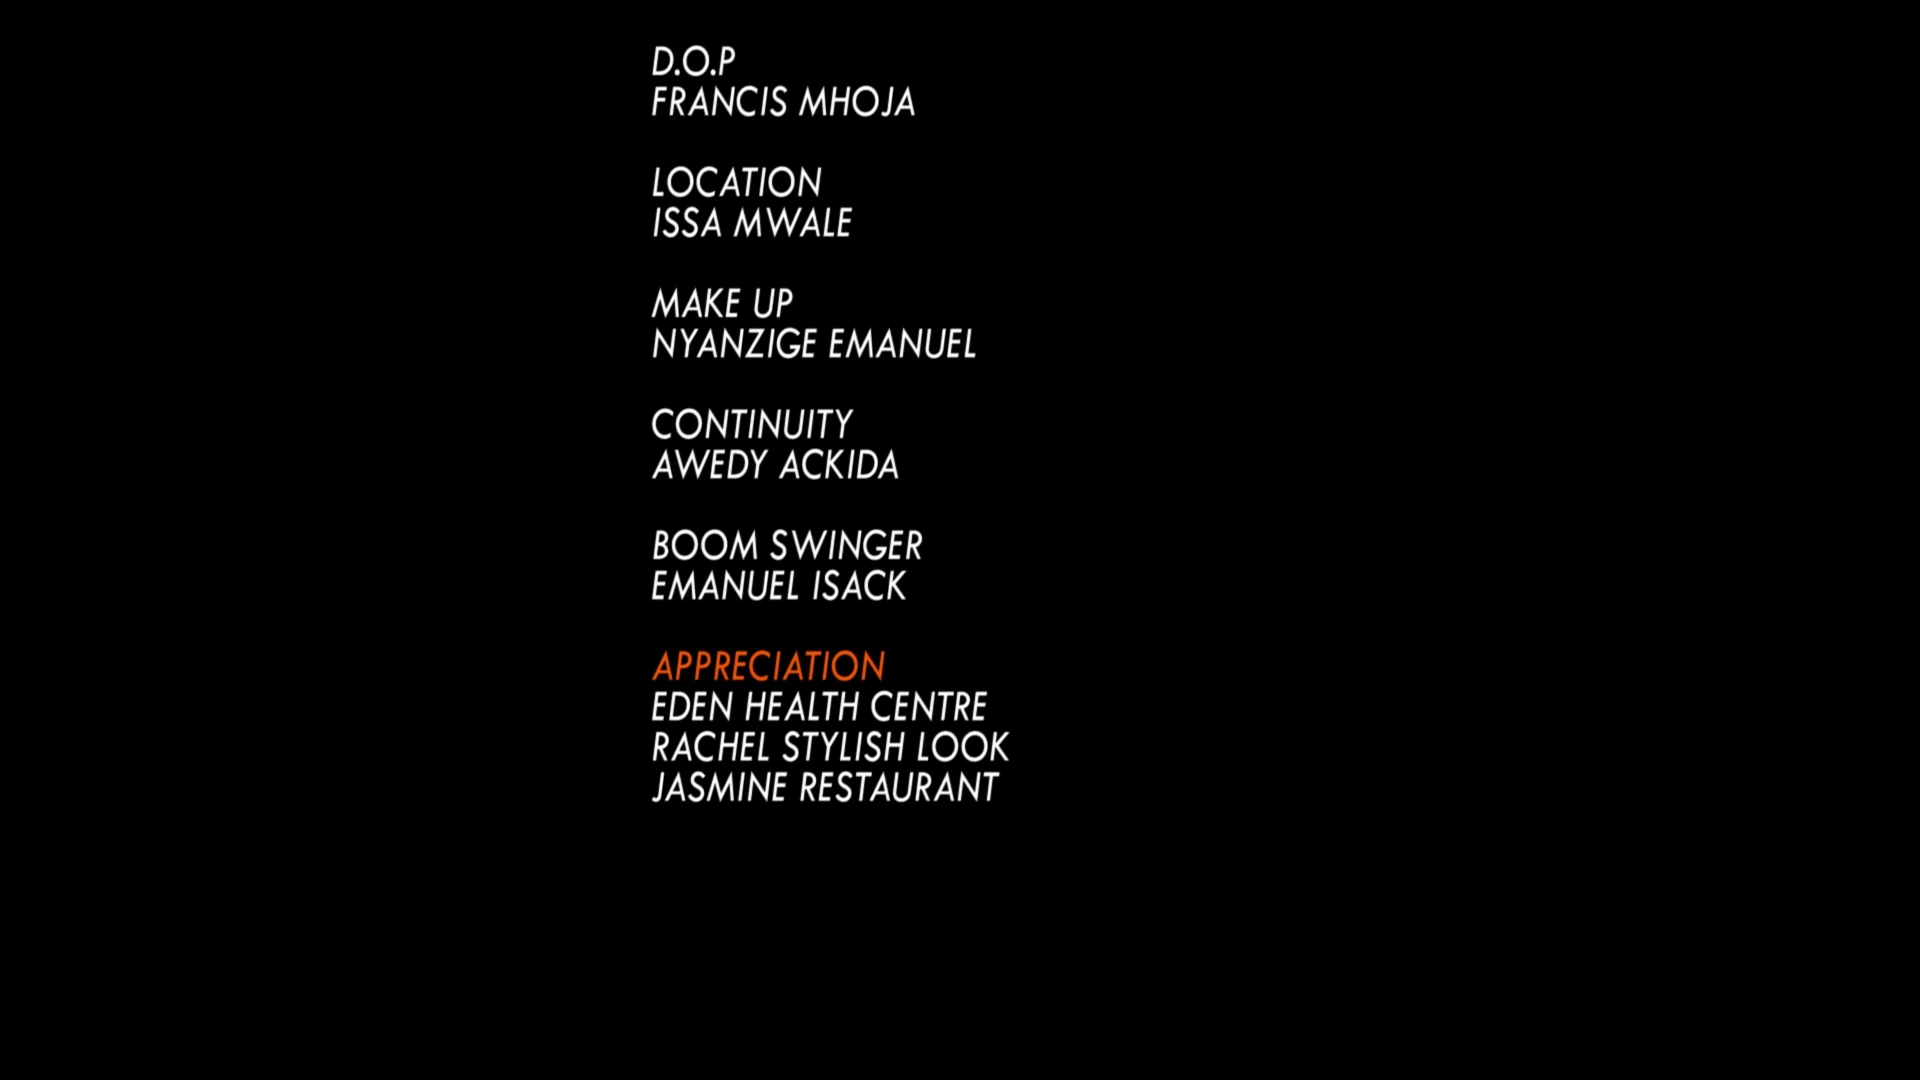 D.O.P
FRANCIS MHOJA
LOCATION
ISSA MWALE
MAKE UP
NYANZIGE EMANUEL
CONTINUITY
AWEDY ACKIDA
BOOM SWINGER
EMANUEL ISACK
APPRECIATION
EDEN HEALTH CENTRE
RACHEL STYLISH LOOK
JASMINE RESTAURANT